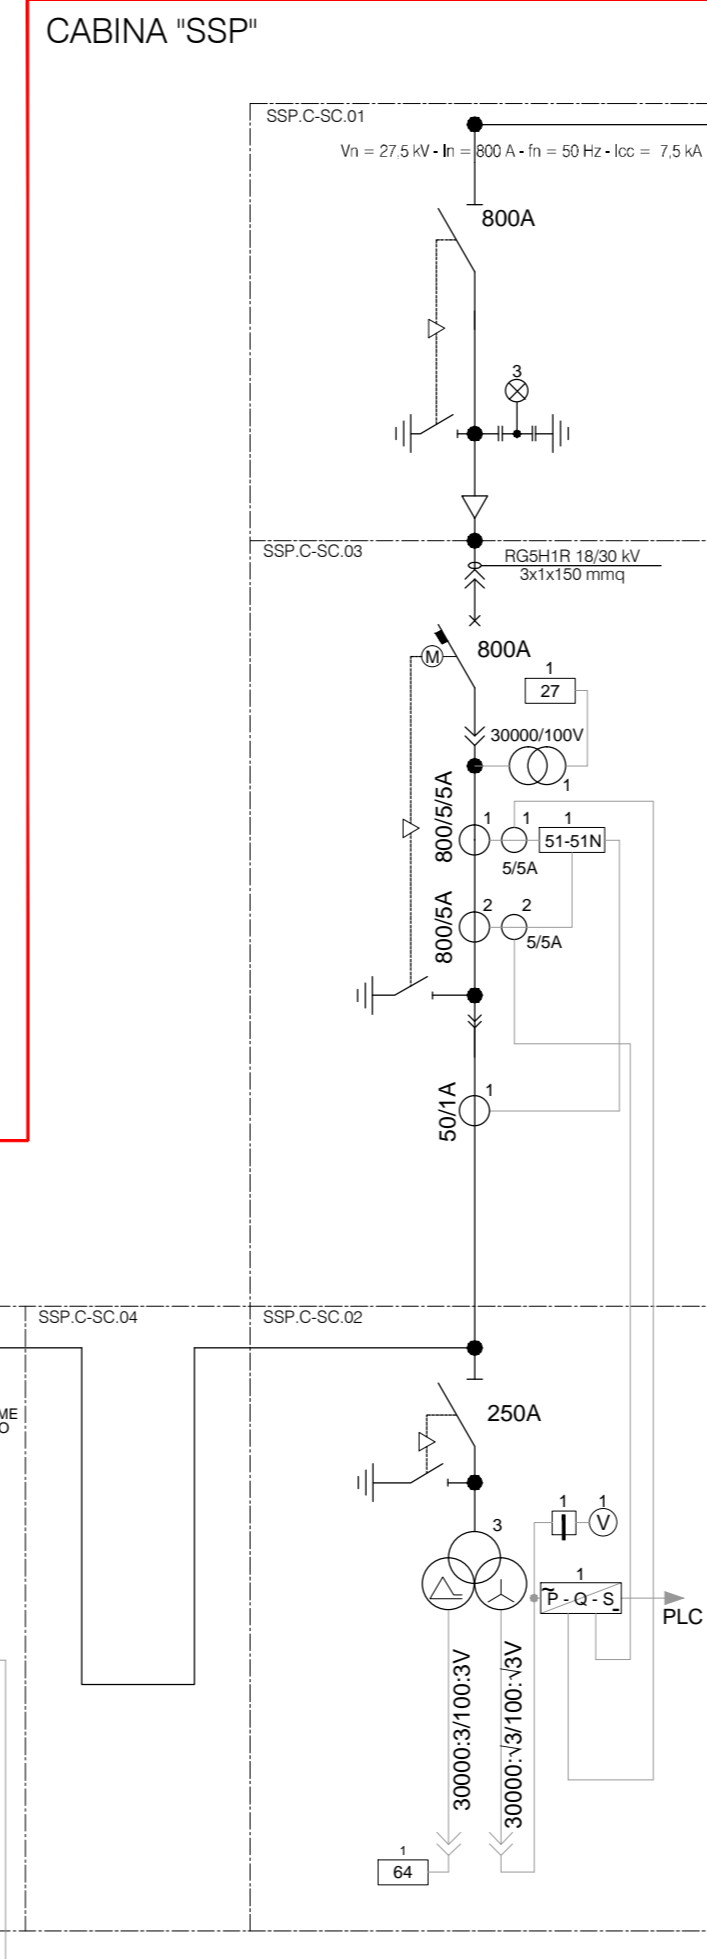 CABINA "SSP"
SSP.C-SC.01
Vn = 27,5 kV - In = 800 A - fn = 50 Hz - Icc = 7,5 kA
800A
3
SSP.C-SC.03
RG5H1R 18/30 kV
3x1x150 mmq
800A
M
1
27
30000/100V
1
800/5/5A
1
1
1
51-51N
5/5A
800/5A
2
2
5/5A
50/1A
1
SSP.C-SC.04
SSP.C-SC.02
ME
O
250A
3
1
1
V
1
~
P - Q - S
PLC
30000:3/100:3V
30000:√3/100:√3V
1
64